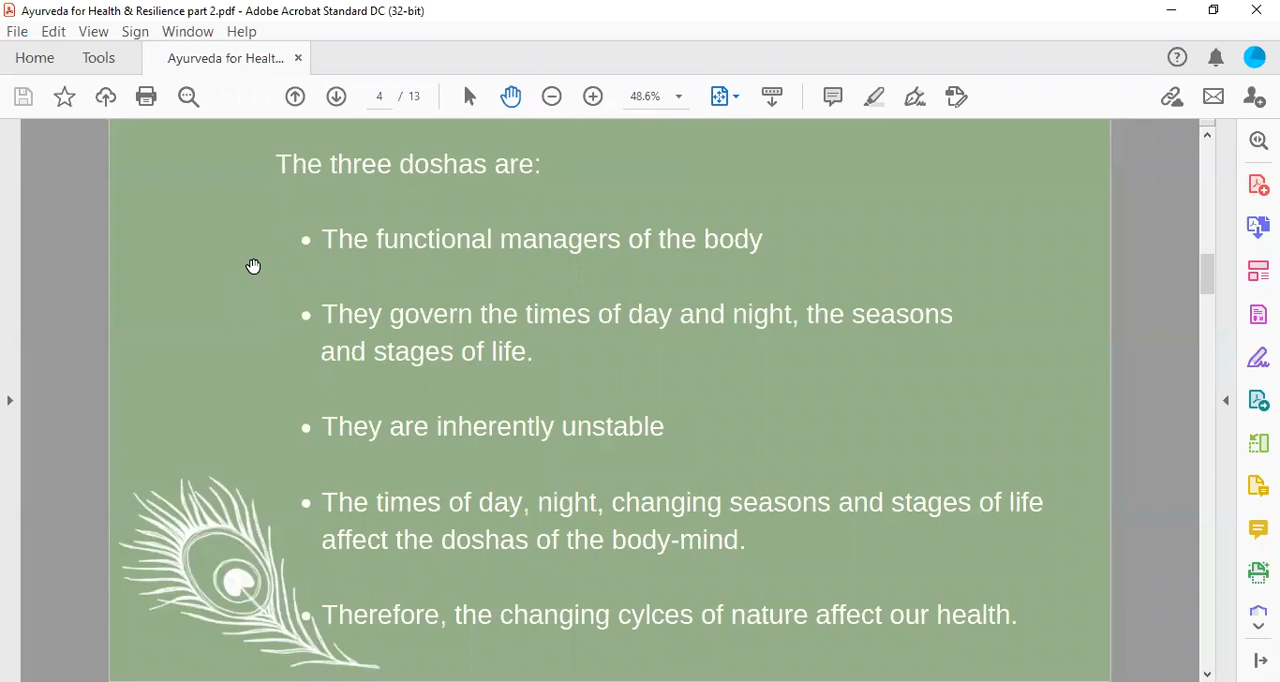 Ayurveda for Health & Resilience part 2.pdf - Adobe Acrobat Standard DC (32-bit)
File Edit View Sign Window Help
Home Tools Ayurveda for Healt... ×
4 / 13 48.6%
The three doshas are:
• The functional managers of the body
• They govern the times of day and night, the seasons
and stages of life.
• They are inherently unstable
• The times of day, night, changing seasons and stages of life
affect the doshas of the body-mind.
• Therefore, the changing cylces of nature affect our health.